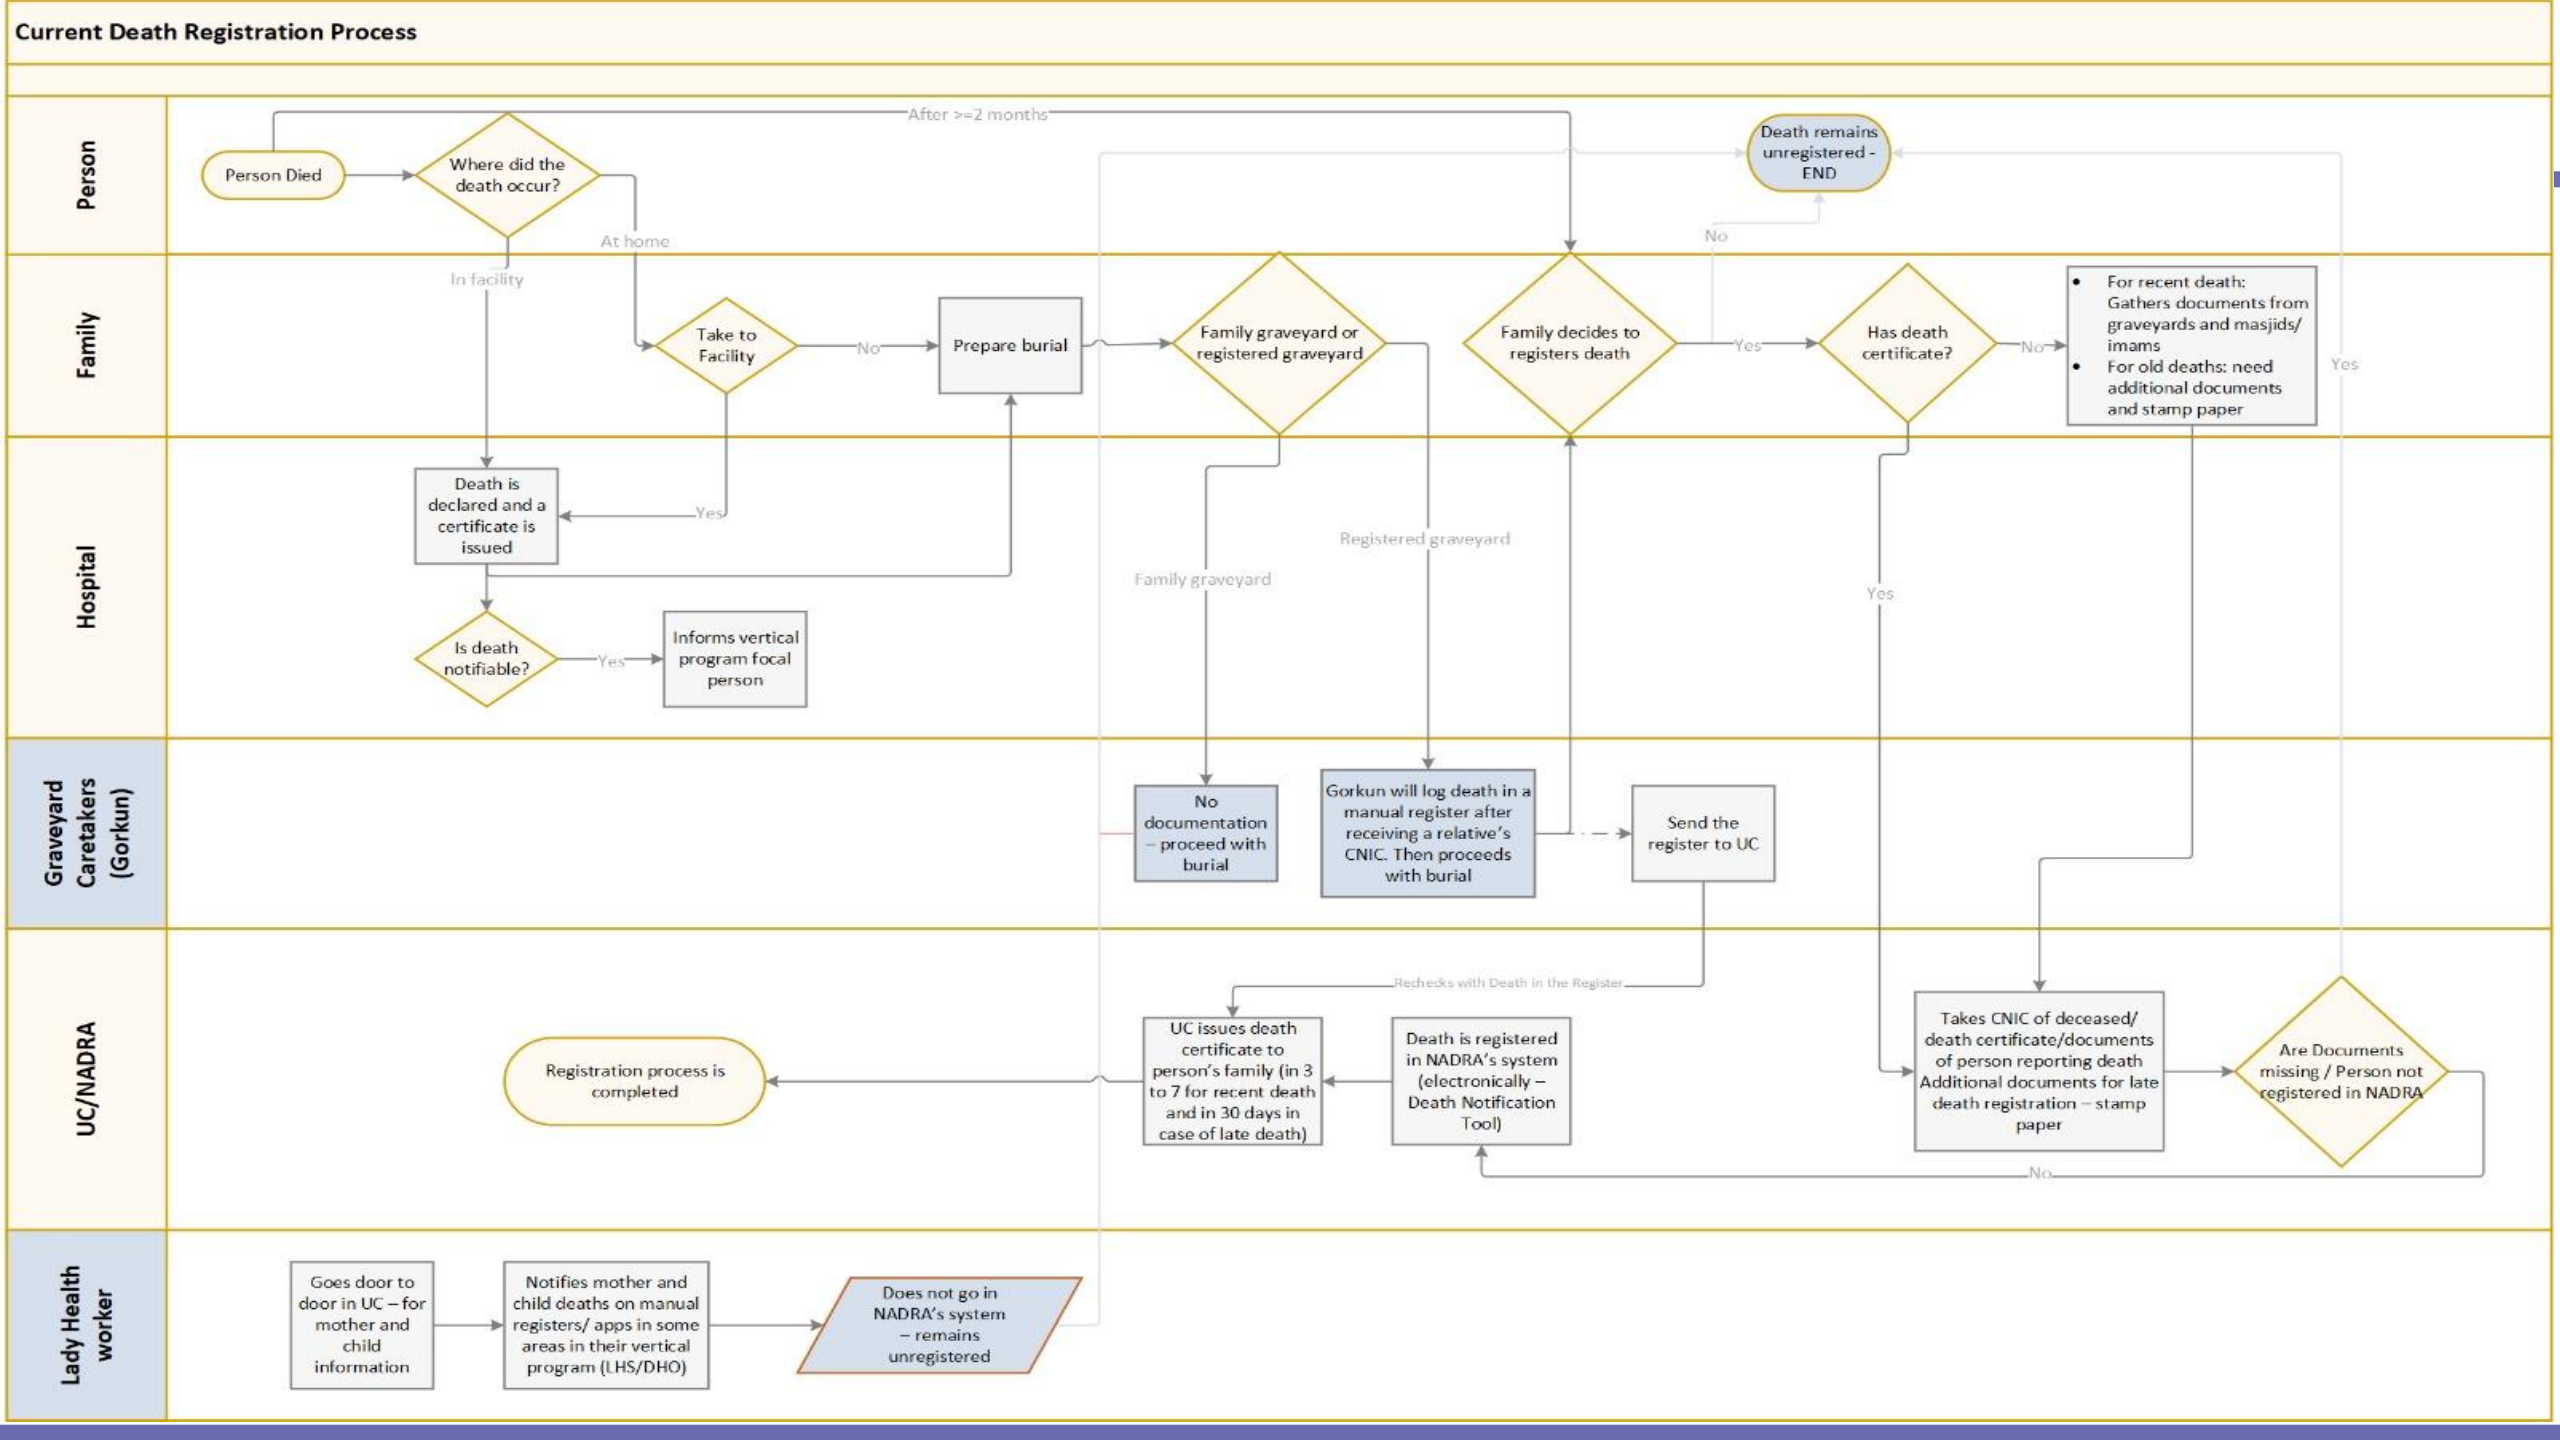 Current Death Registration Process
Person
After >=2 months
Person Died
Where did the
death occur?
At home
In facility
Death remains
unregistered -
END
No
Family
Take to
Facility
No
Prepare burial
Family graveyard or
registered graveyard
Family decides to
registers death
Yes
Has death
certificate?
No
• For recent death:
Gathers documents from
graveyards and masjids/
imams
• For old deaths: need
additional documents
and stamp paper
Yes
Hospital
Death is
declared and a
certificate is
issued
Yes
Is death
notifiable?
Yes
Informs vertical
program focal
person
Family graveyard
Registered graveyard
Yes
Graveyard
Caretakers
(Gorkun)
No
documentation
– proceed with
burial
Gorkun will log death in a
manual register after
receiving a relative's
CNIC. Then proceeds
with burial
Send the
register to UC
UC/NADRA
Rechecks with Death in the Register
Registration process is
completed
UC issues death
certificate to
person's family (in 3
to 7 for recent death
and in 30 days in
case of late death)
Death is registered
in NADRA's system
(electronically –
Death Notification
Tool)
Takes CNIC of deceased/
death certificate/documents
of person reporting death
Additional documents for late
death registration – stamp
paper
Are Documents
missing / Person not
registered in NADRA
No
Lady Health
worker
Goes door to
door in UC – for
mother and
child
information
Notifies mother and
child deaths on manual
registers/ apps in some
areas in their vertical
program (LHS/DHO)
Does not go in
NADRA's system
– remains
unregistered